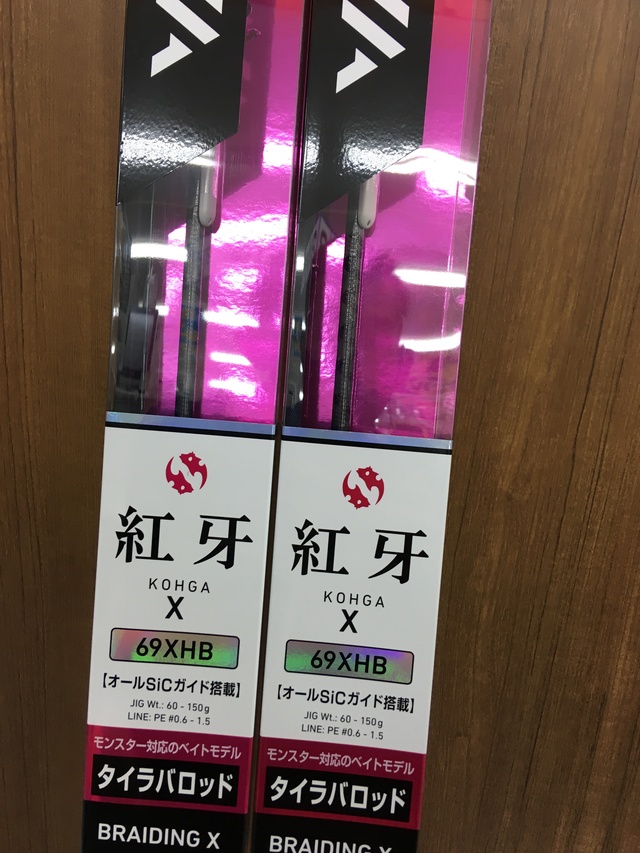 紅牙
KOHGA
X
69XHB
【オールSiCガイド搭載】
JIG Wt.: 60 - 150g
LINE: PE #0.6 - 1.5
モンスター対応のベイトモデル
タイラバロッド
BRAIDING X
紅牙
KOHGA
X
69XHB
【オールSiCガイド搭載】
JIG Wt.: 60 - 150g
LINE: PE #0.6 - 1.5
モンスター対応のベイトモデル
タイラバロッド
BRAIDING X